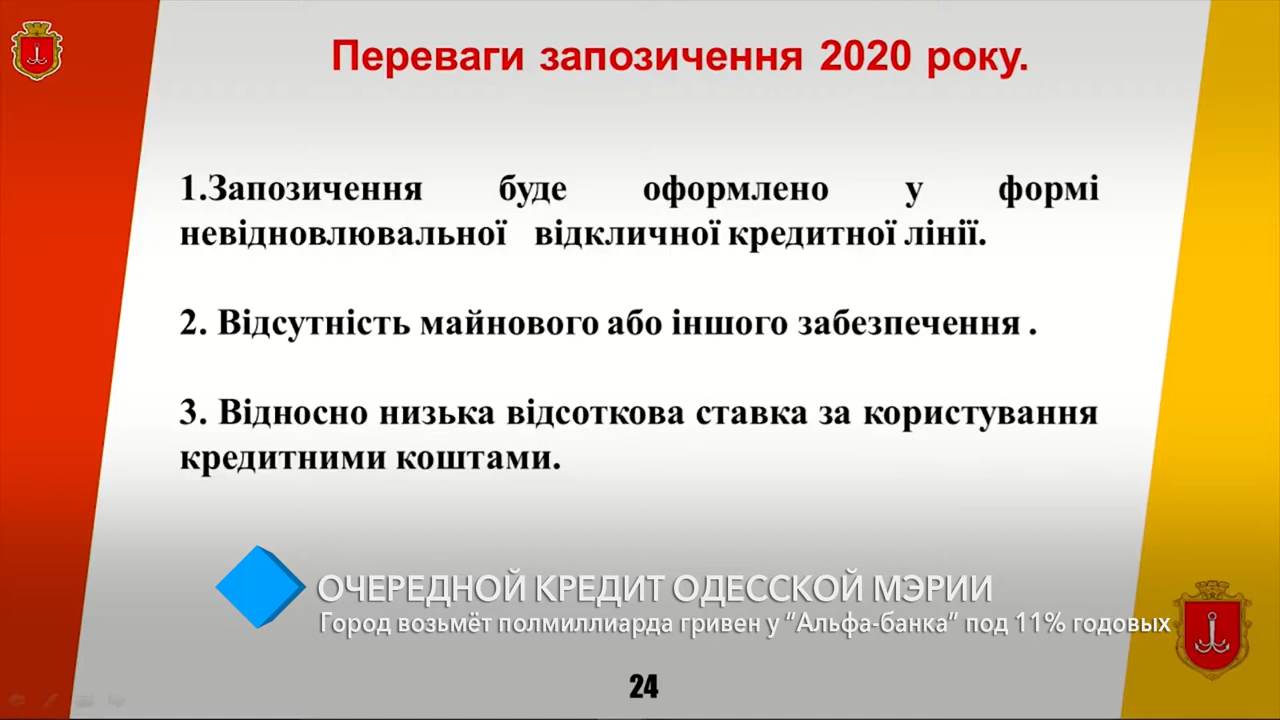 Переваги запозичення 2020 року.
1.Запозичення буде оформлено у формі
невідновлювальної відкличної кредитної лінії.
2. Відсутність майнового або іншого забезпечення .
3. Відносно низька відсоткова ставка за користування
кредитними коштами.
ОЧЕРЕДНОЙ КРЕДИТ ОДЕССКОЙ МЭРИИ
Город возьмёт полмиллиарда гривен у "Альфа-банка" под 11% годовых
24